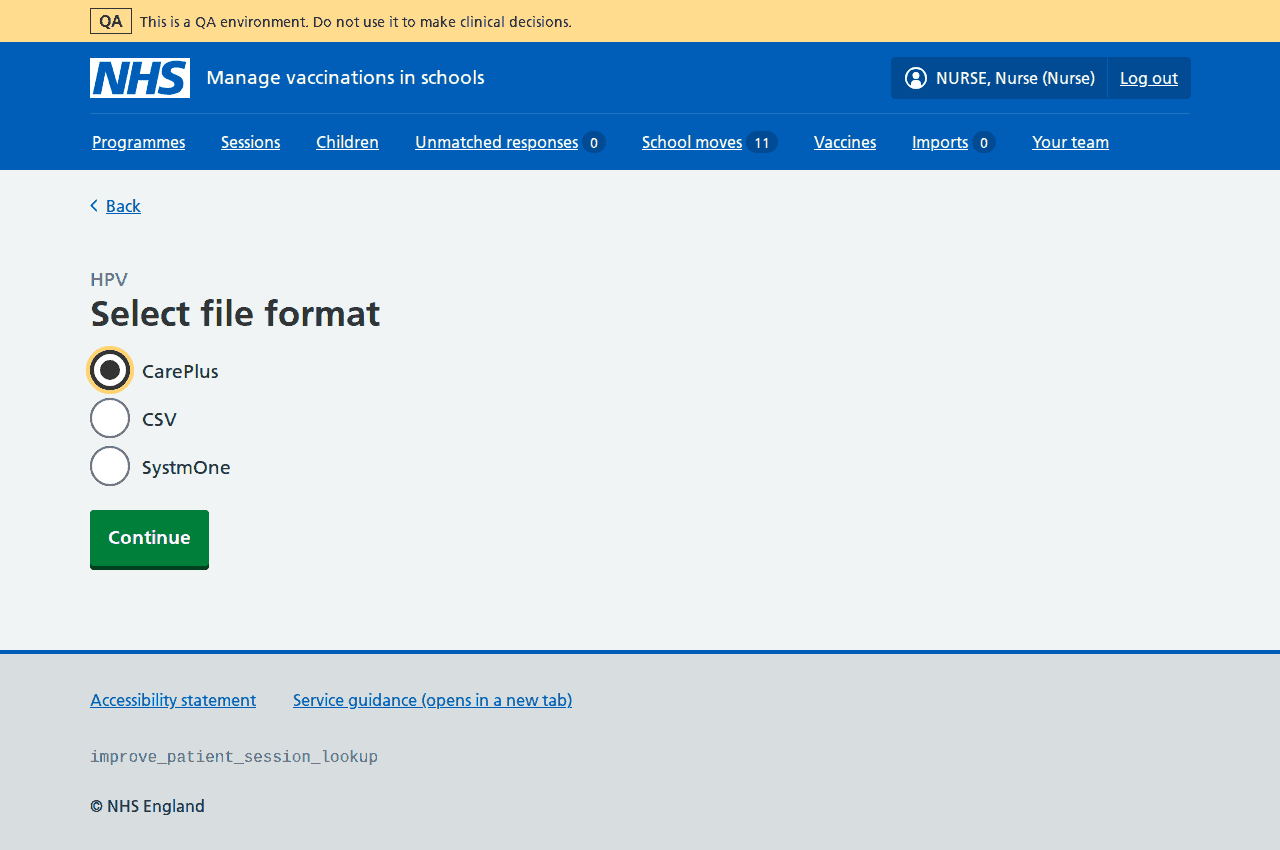 QA This is a QA environment. Do not use it to make clinical decisions.
NHS Manage vaccinations in schools NURSE, Nurse (Nurse) Log out
Programmes Sessions Children Unmatched responses 0 School moves 11 Vaccines Imports 0 Your team
Back
HPV
Select file format
CarePlus
CSV
SystmOne
Continue
Accessibility statement Service guidance (opens in a new tab)
improve_patient_session_lookup
© NHS England